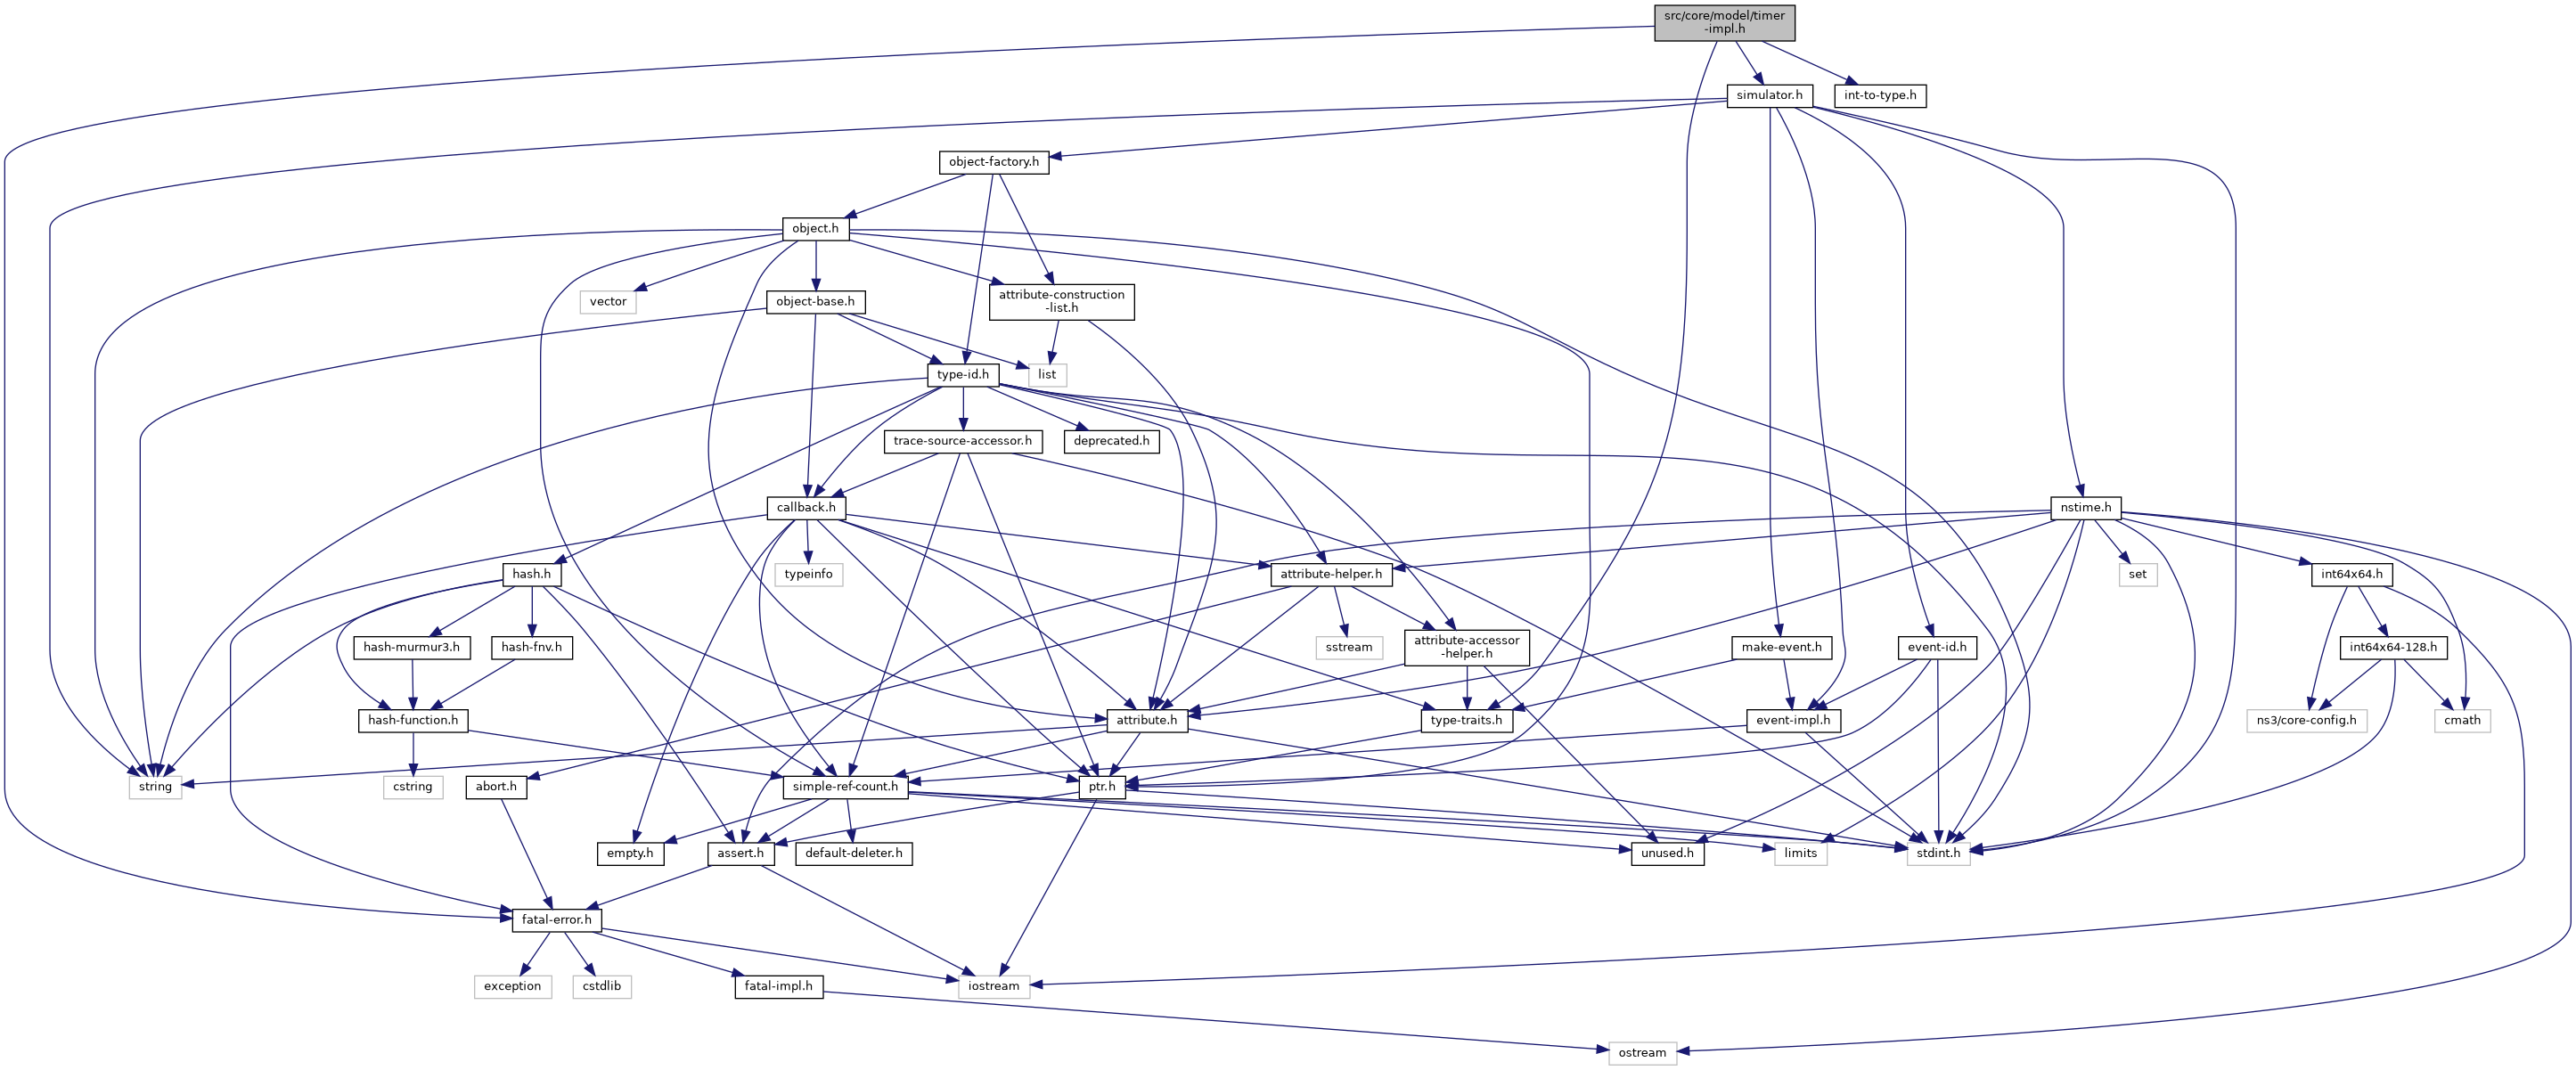 src/core/model/timer
-impl.h
simulator.h
int-to-type.h
object-factory.h
object.h
vector
object-base.h
attribute-construction
-list.h
type-id.h
list
trace-source-accessor.h
deprecated.h
callback.h
nstime.h
hash.h
typeinfo
attribute-helper.h
set
int64x64.h
hash-murmur3.h
hash-fnv.h
sstream
attribute-accessor
-helper.h
make-event.h
event-id.h
int64x64-128.h
hash-function.h
attribute.h
type-traits.h
event-impl.h
ns3/core-config.h
cmath
string
cstring
abort.h
simple-ref-count.h
ptr.h
empty.h
assert.h
default-deleter.h
unused.h
limits
stdint.h
fatal-error.h
exception
cstdlib
fatal-impl.h
iostream
ostream